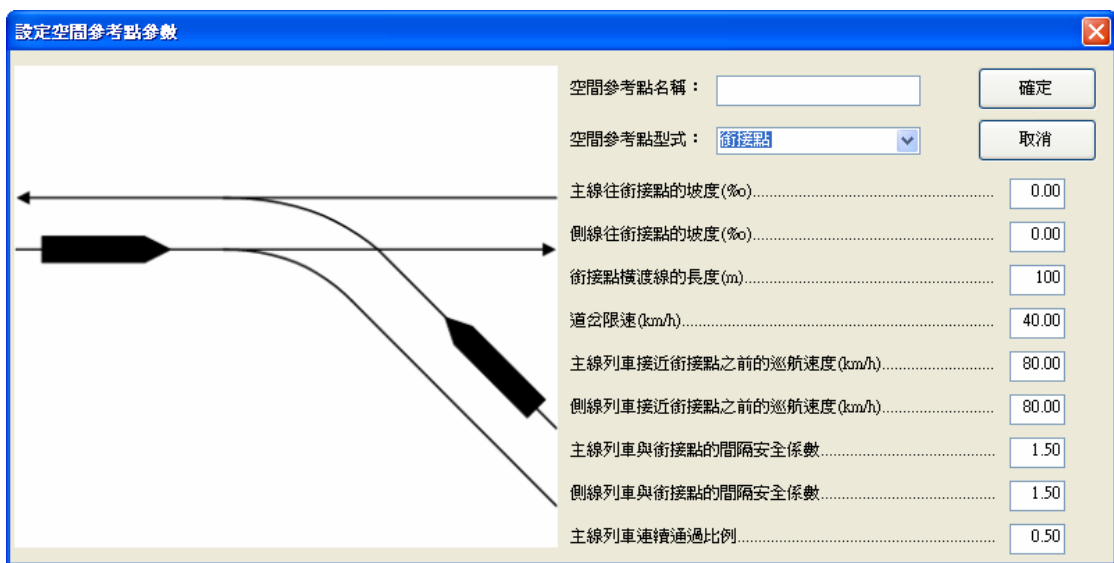 設定空間參考點參數
空間參考點名稱：
確定
空間參考點型式： 銜接點
取消
主線往銜接點的坡度(‰)........................................................ 0.00
側線往銜接點的坡度(‰)........................................................ 0.00
銜接點橫渡線的長度(m).......................................................... 100
道岔限速(km/h)......................................................................... 40.00
主線列車接近銜接點之前的巡航速度(km/h).......................... 80.00
側線列車接近銜接點之前的巡航速度(km/h).......................... 80.00
主線列車與銜接點的間隔安全係數......................................... 1.50
側線列車與銜接點的間隔安全係數......................................... 1.50
主線列車連續通過比例............................................................ 0.50